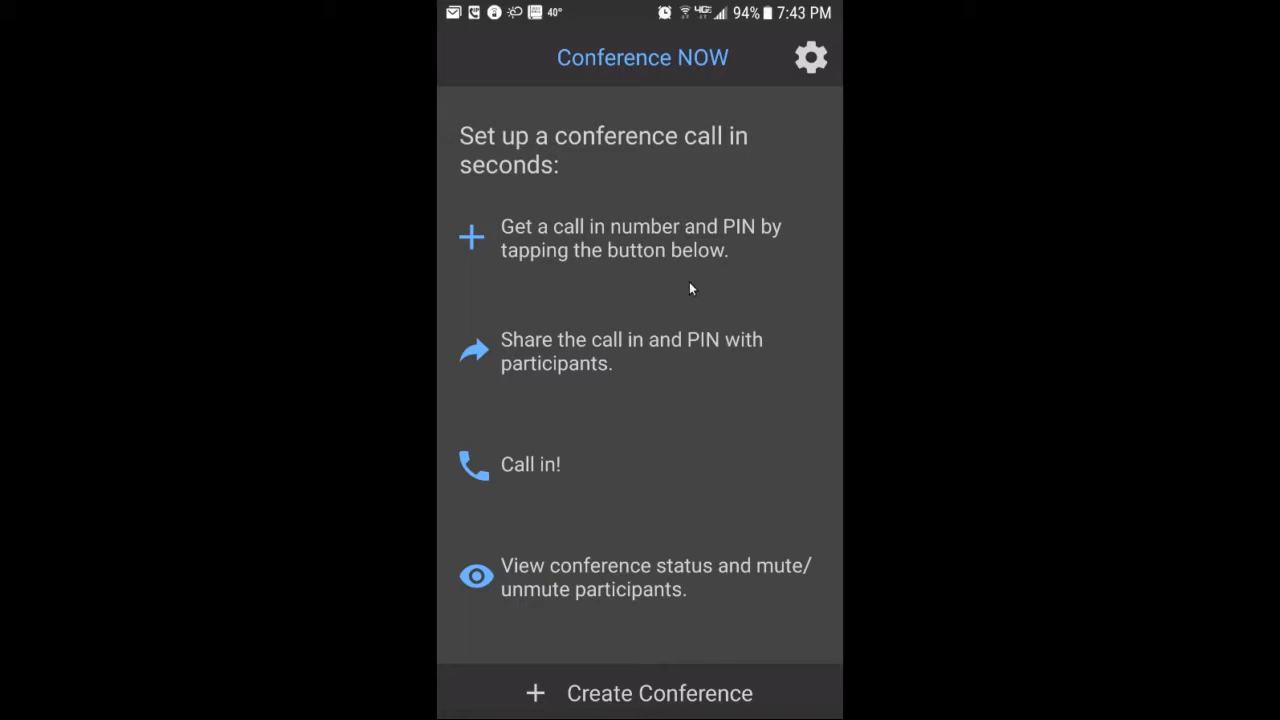 40° 4G 94% 7:43 PM
Conference NOW
Set up a conference call in
seconds:
Get a call in number and PIN by
tapping the button below.
Share the call in and PIN with
participants.
Call in!
View conference status and mute/
unmute participants.
+ Create Conference